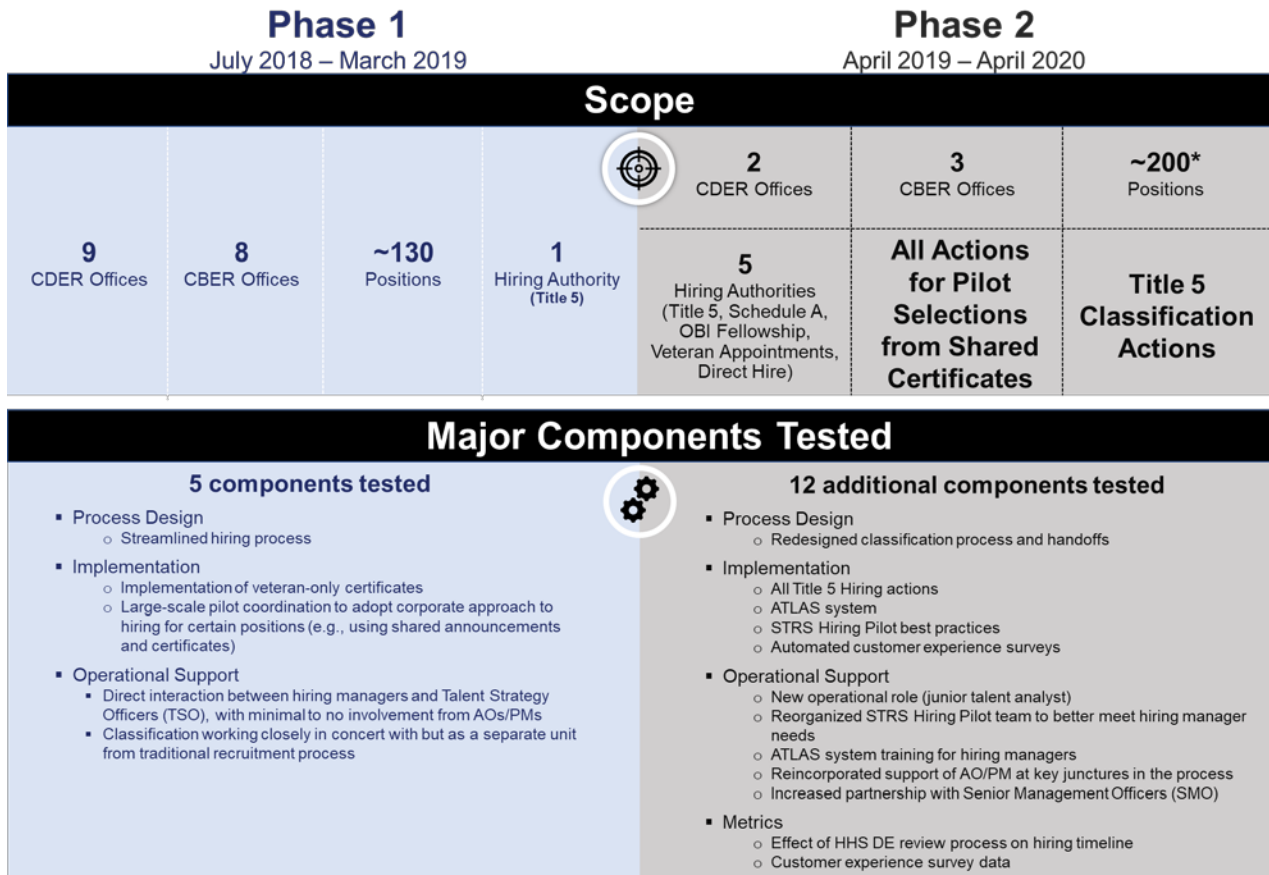 Phase 1
July 2018 – March 2019
Phase 2
April 2019 – April 2020
Scope
9
CDER Offices
8
CBER Offices
~130
Positions
1
Hiring Authority
(Title 5)
2
CDER Offices
3
CBER Offices
~200*
Positions
5
Hiring Authorities
(Title 5, Schedule A,
OBI Fellowship,
Veteran Appointments,
Direct Hire)
All Actions
for Pilot
Selections
from Shared
Certificates
Title 5
Classification
Actions
Major Components Tested
5 components tested
▪ Process Design
o Streamlined hiring process
▪ Implementation
o Implementation of veteran-only certificates
o Large-scale pilot coordination to adopt corporate approach to
hiring for certain positions (e.g., using shared announcements
and certificates)
▪ Operational Support
▪ Direct interaction between hiring managers and Talent Strategy
Officers (TSO), with minimal to no involvement from AOs/PMs
▪ Classification working closely in concert with but as a separate unit
from traditional recruitment process
12 additional components tested
▪ Process Design
o Redesigned classification process and handoffs
▪ Implementation
o All Title 5 Hiring actions
o ATLAS system
o STRS Hiring Pilot best practices
o Automated customer experience surveys
▪ Operational Support
o New operational role (junior talent analyst)
o Reorganized STRS Hiring Pilot team to better meet hiring manager
needs
o ATLAS system training for hiring managers
o Reincorporated support of AO/PM at key junctures in the process
o Increased partnership with Senior Management Officers (SMO)
▪ Metrics
o Effect of HHS DE review process on hiring timeline
o Customer experience survey data